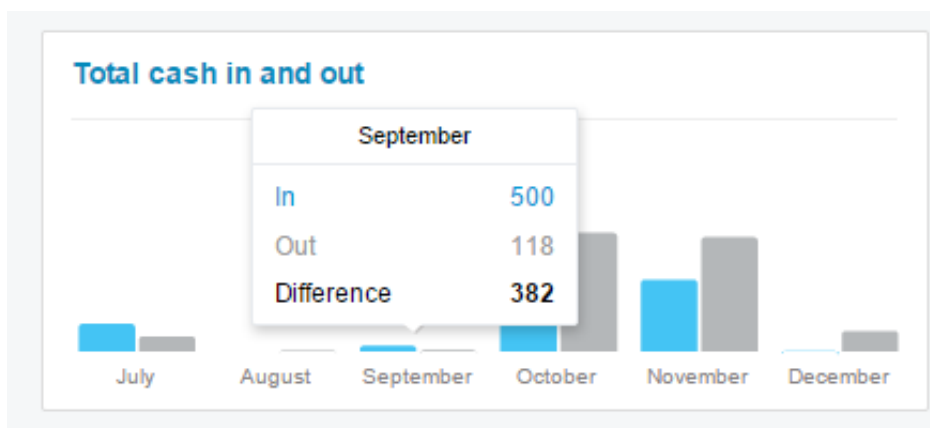 Total cash in and out
September
In 500
Out 118
Difference 382
July August September October November December